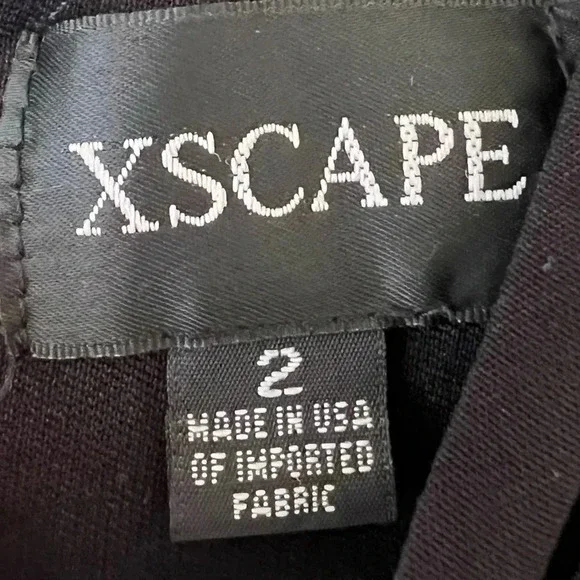 XSCAPE
2
MADE IN USA
OF IMPORTED
FABRIC